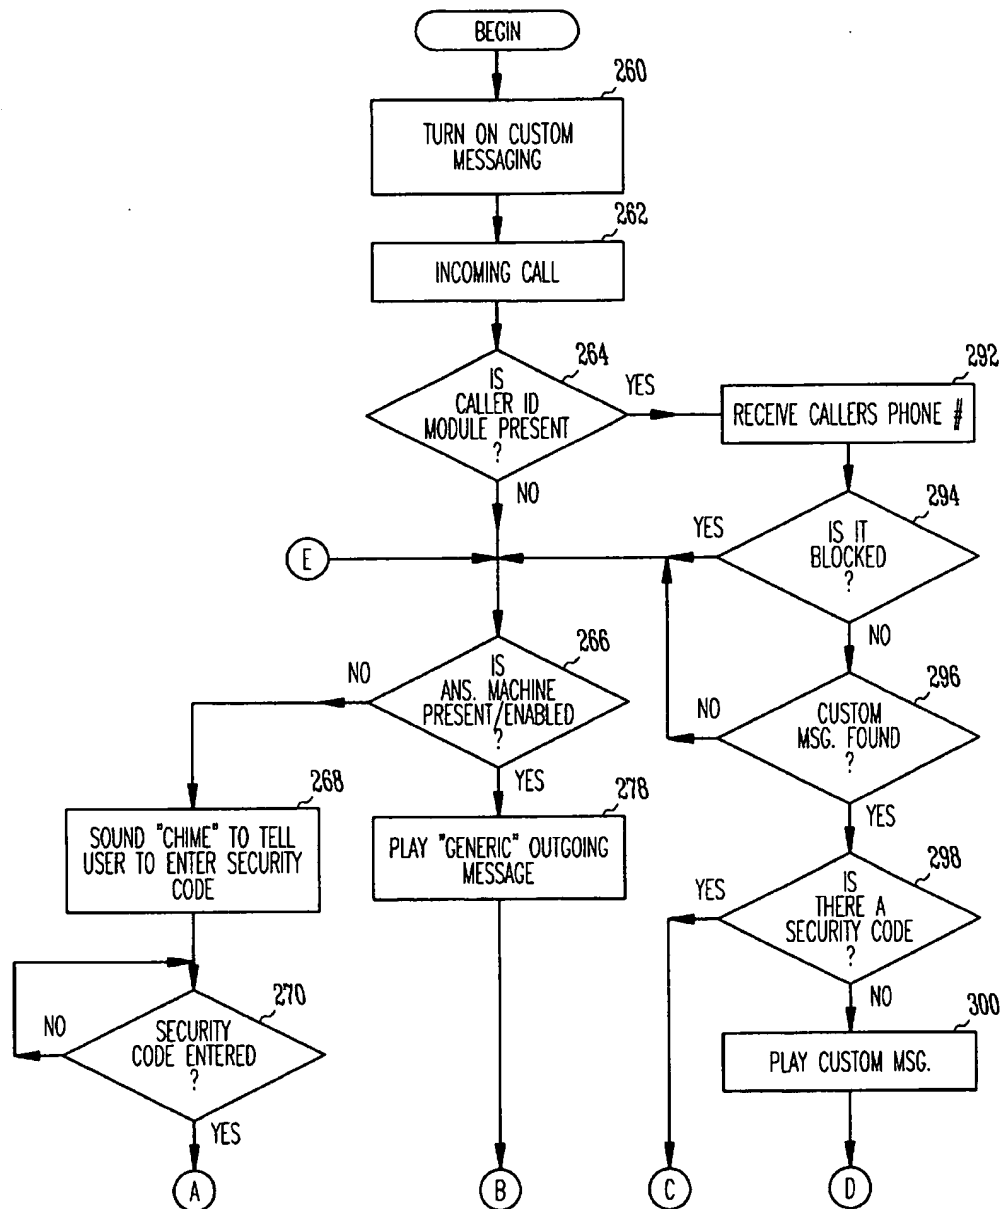 BEGIN
260
TURN ON CUSTOM
MESSAGING
262
INCOMING CALL
264
IS
CALLER ID
MODULE PRESENT
?
YES
NO
292
RECEIVE CALLERS PHONE #
294
YES
IS IT
BLOCKED
?
NO
E
266
NO
IS
ANS. MACHINE
PRESENT/ENABLED
?
YES
296
NO
CUSTOM
MSG. FOUND
?
YES
268
SOUND "CHIME" TO TELL
USER TO ENTER SECURITY
CODE
278
PLAY "GENERIC" OUTGOING
MESSAGE
298
YES
IS
THERE A
SECURITY CODE
?
NO
270
NO
SECURITY
CODE ENTERED
?
YES
300
PLAY CUSTOM MSG.
A
B
C
D